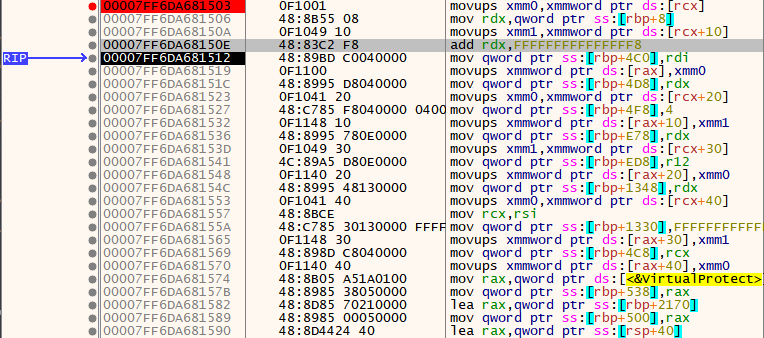 00007FF6DA681503 0F1001 movups xmm0,xmmword ptr ds:[rcx]
00007FF6DA681506 48:8B55 08 mov rdx,qword ptr ss:[rbp+8]
00007FF6DA68150A 0F1049 10 movups xmm1,xmmword ptr ds:[rcx+10]
00007FF6DA68150E 48:83C2 F8 add rdx,FFFFFFFFFFFFFFF8
RIP 00007FF6DA681512 48:89BD C0040000 mov qword ptr ss:[rbp+4C0],rdi
00007FF6DA681519 0F1100 movups xmmword ptr ds:[rax],xmm0
00007FF6DA68151C 48:8995 D8040000 mov qword ptr ss:[rbp+4D8],rdx
00007FF6DA681523 0F1041 20 movups xmm0,xmmword ptr ds:[rcx+20]
00007FF6DA681527 48:C785 F8040000 0400 mov qword ptr ss:[rbp+4F8],4
00007FF6DA681532 0F1148 10 movups xmmword ptr ds:[rax+10],xmm1
00007FF6DA681536 48:8995 780E0000 mov qword ptr ss:[rbp+E78],rdx
00007FF6DA68153D 0F1049 30 movups xmm1,xmmword ptr ds:[rcx+30]
00007FF6DA681541 4C:89A5 D80E0000 mov qword ptr ss:[rbp+ED8],r12
00007FF6DA681548 0F1140 20 movups xmmword ptr ds:[rax+20],xmm0
00007FF6DA68154C 48:8995 48130000 mov qword ptr ss:[rbp+1348],rdx
00007FF6DA681553 0F1041 40 movups xmm0,xmmword ptr ds:[rcx+40]
00007FF6DA681557 48:8BCE mov rcx,rsi
00007FF6DA68155A 48:C785 30130000 FFFF mov qword ptr ss:[rbp+1330],FFFFFFFFFFF
00007FF6DA681565 0F1148 30 movups xmmword ptr ds:[rax+30],xmm1
00007FF6DA681569 48:898D C8040000 mov qword ptr ss:[rbp+4C8],rcx
00007FF6DA681570 0F1140 40 movups xmmword ptr ds:[rax+40],xmm0
00007FF6DA681574 48:8B05 A51A0100 mov rax,qword ptr ds:[<&VirtualProtect>]
00007FF6DA68157B 48:8985 38050000 mov qword ptr ss:[rbp+538],rax
00007FF6DA681582 48:8D85 70210000 lea rax,qword ptr ss:[rbp+2170]
00007FF6DA681589 48:8985 00050000 mov qword ptr ss:[rbp+500],rax
00007FF6DA681590 48:8D4424 40 lea rax,qword ptr ss:[rsp+40]